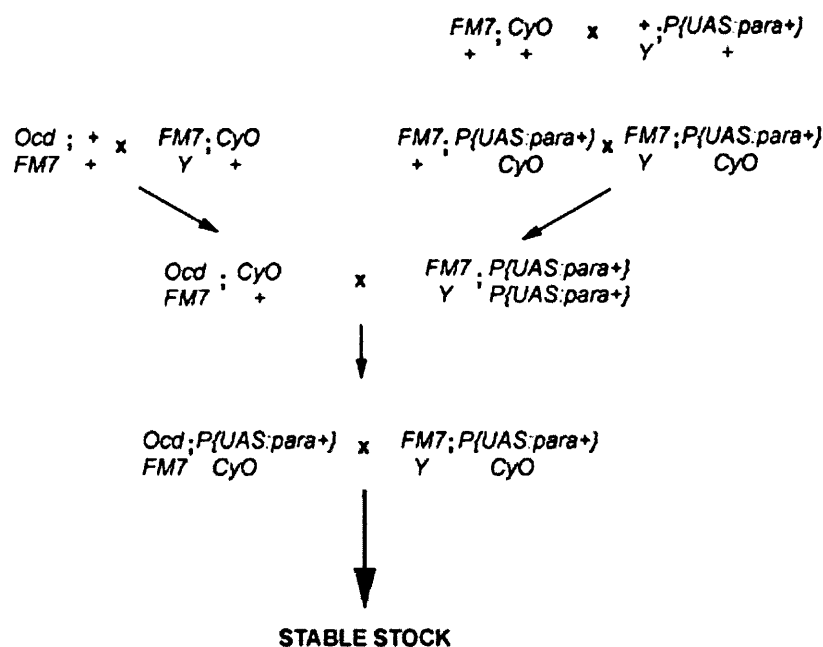 FM7 ; CyO x + ; P{UAS:para+}
+ + Y +
Ocd ; + x FM7 ; CyO FM7 ; P{UAS:para+} x FM7 ; P{UAS:para+}
FM7 + Y + + CyO Y CyO
Ocd ; CyO x FM7 ; P{UAS:para+}
FM7 + Y P{UAS:para+}
Ocd ; P{UAS:para+} x FM7 ; P{UAS:para+}
FM7 CyO Y CyO
STABLE STOCK